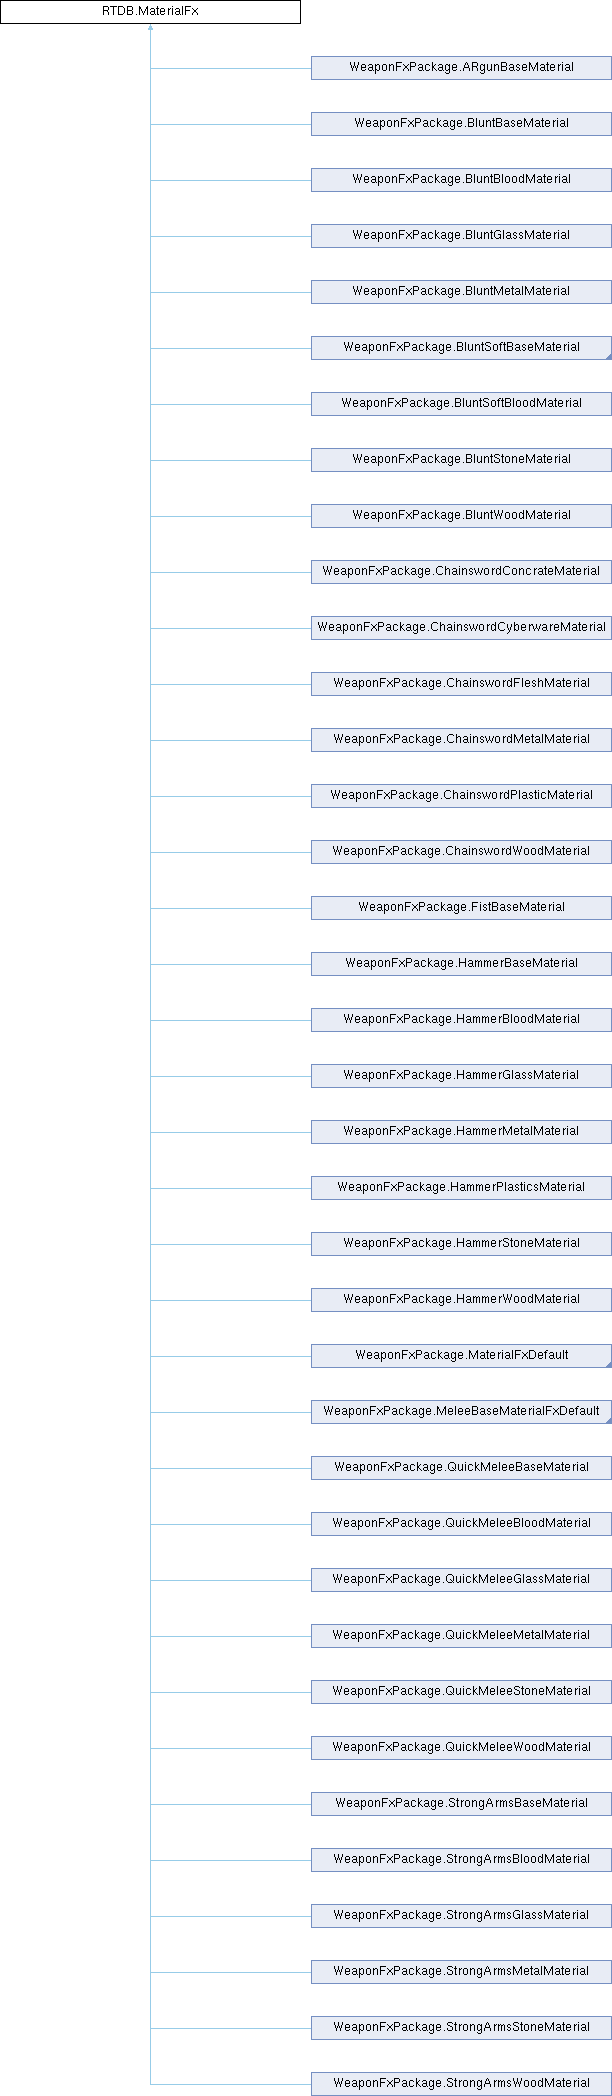 RTDB.MaterialFx
WeaponFxPackage.ARgunBaseMaterial
WeaponFxPackage.BluntBaseMaterial
WeaponFxPackage.BluntBloodMaterial
WeaponFxPackage.BluntGlassMaterial
WeaponFxPackage.BluntMetalMaterial
WeaponFxPackage.BluntSoftBaseMaterial
WeaponFxPackage.BluntSoftBloodMaterial
WeaponFxPackage.BluntStoneMaterial
WeaponFxPackage.BluntWoodMaterial
WeaponFxPackage.ChainswordConcrateMaterial
WeaponFxPackage.ChainswordCyberwareMaterial
WeaponFxPackage.ChainswordFleshMaterial
WeaponFxPackage.ChainswordMetalMaterial
WeaponFxPackage.ChainswordPlasticMaterial
WeaponFxPackage.ChainswordWoodMaterial
WeaponFxPackage.FistBaseMaterial
WeaponFxPackage.HammerBaseMaterial
WeaponFxPackage.HammerBloodMaterial
WeaponFxPackage.HammerGlassMaterial
WeaponFxPackage.HammerMetalMaterial
WeaponFxPackage.HammerPlasticsMaterial
WeaponFxPackage.HammerStoneMaterial
WeaponFxPackage.HammerWoodMaterial
WeaponFxPackage.MaterialFxDefault
WeaponFxPackage.MeleeBaseMaterialFxDefault
WeaponFxPackage.QuickMeleeBaseMaterial
WeaponFxPackage.QuickMeleeBloodMaterial
WeaponFxPackage.QuickMeleeGlassMaterial
WeaponFxPackage.QuickMeleeMetalMaterial
WeaponFxPackage.QuickMeleeStoneMaterial
WeaponFxPackage.QuickMeleeWoodMaterial
WeaponFxPackage.StrongArmsBaseMaterial
WeaponFxPackage.StrongArmsBloodMaterial
WeaponFxPackage.StrongArmsGlassMaterial
WeaponFxPackage.StrongArmsMetalMaterial
WeaponFxPackage.StrongArmsStoneMaterial
WeaponFxPackage.StrongArmsWoodMaterial